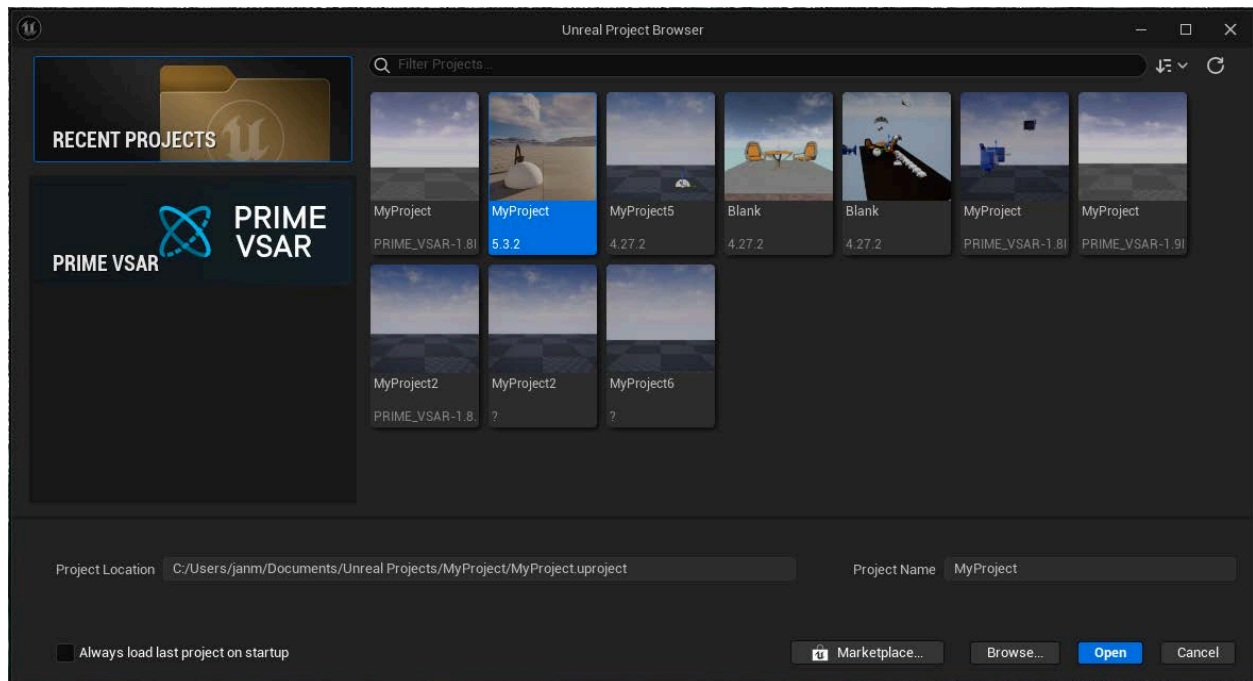 Unreal Project Browser
RECENT PROJECTS
PRIME
VSAR
PRIME VSAR
Filter Projects...
MyProject
PRIME_VSAR-1.8
MyProject
5.3.2
MyProject5
4.27.2
Blank
4.27.2
Blank
4.27.2
MyProject
PRIME_VSAR-1.8
MyProject
PRIME_VSAR-1.9
MyProject2
PRIME_VSAR-1.8.
MyProject2
?
MyProject6
?
Project Location C:/Users/janm/Documents/Unreal Projects/MyProject/MyProject.uproject Project Name MyProject
Always load last project on startup Marketplace... Browse... Open Cancel